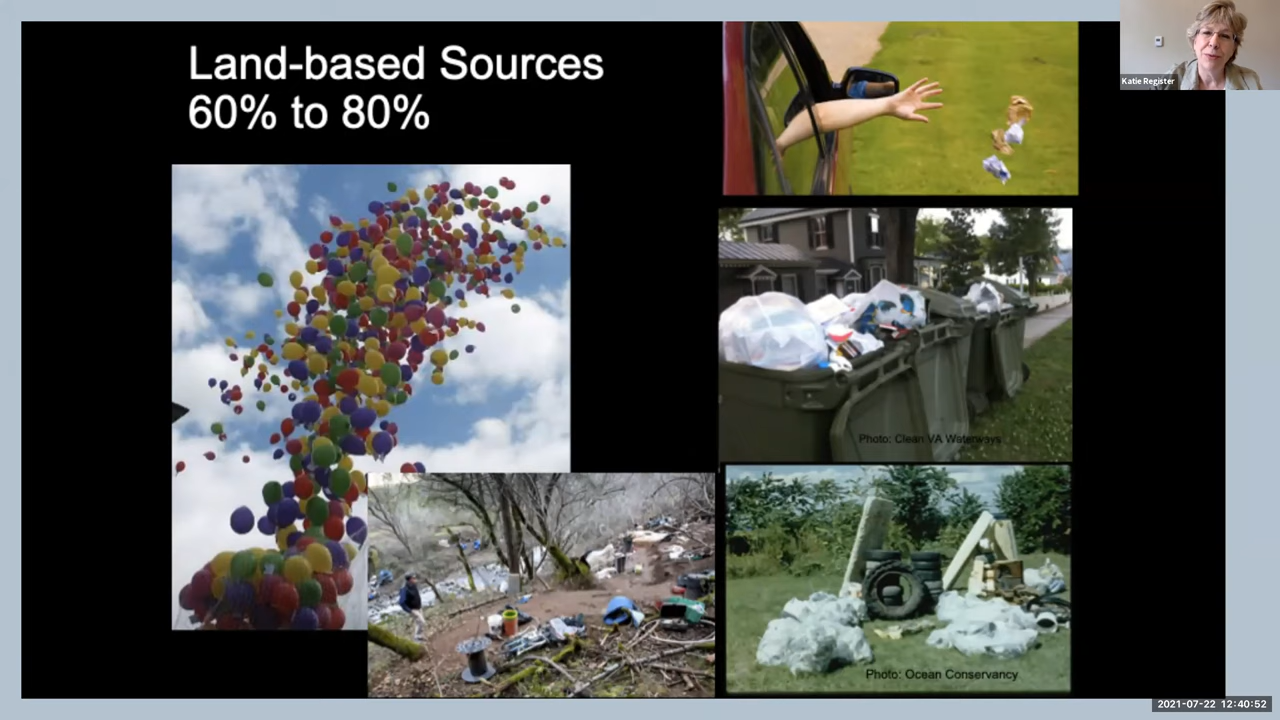 Land-based Sources
60% to 80%
Katie Register
Photo: Clean VA Waterways
Photo: Ocean Conservancy
2021-07-22 12:40:52